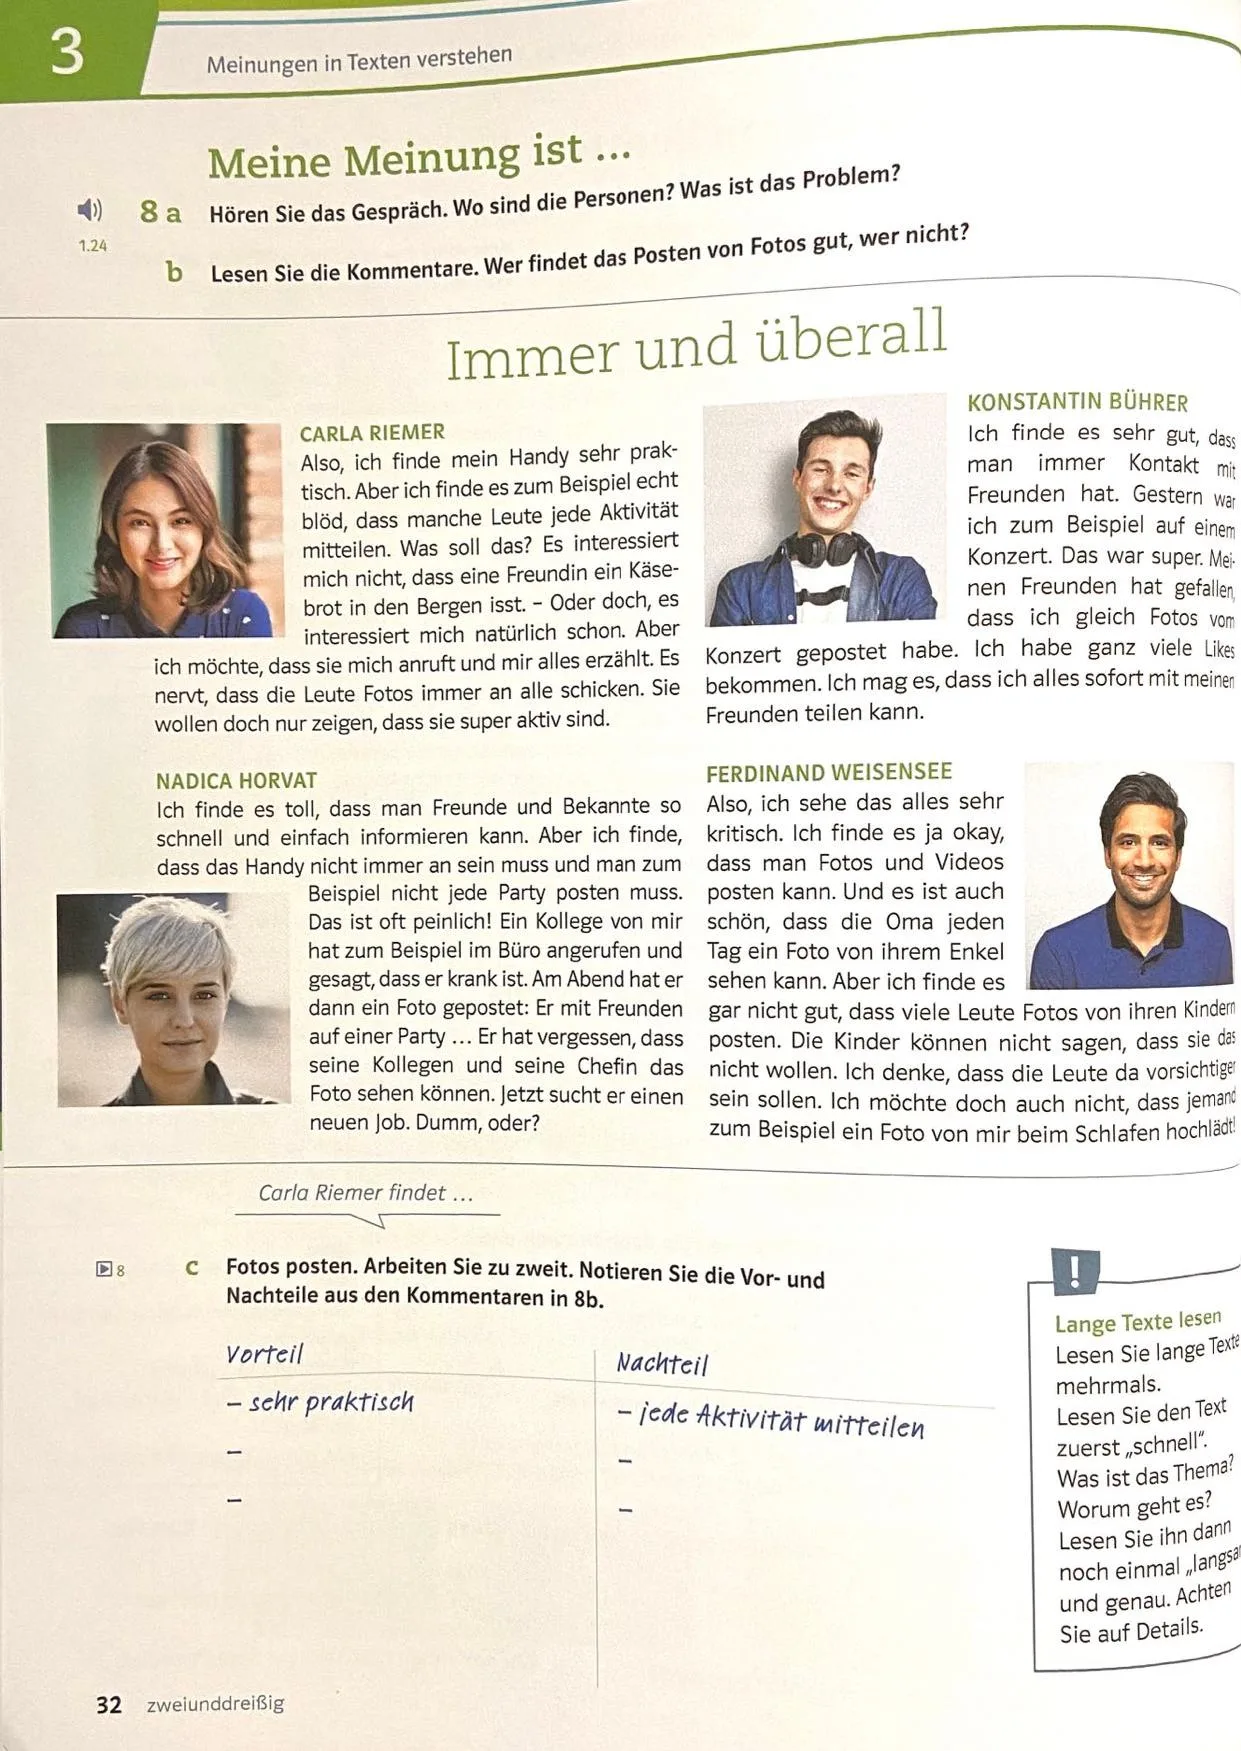 3
Meinungen in Texten verstehen
Meine Meinung ist ...
8 a Hören Sie das Gespräch. Wo sind die Personen? Was ist das Problem?
1.24
b Lesen Sie die Kommentare. Wer findet das Posten von Fotos gut, wer nicht?
Immer und überall
CARLA RIEMER
Also, ich finde mein Handy sehr prak-
tisch. Aber ich finde es zum Beispiel echt
blöd, dass manche Leute jede Aktivität
mitteilen. Was soll das? Es interessiert
mich nicht, dass eine Freundin ein Käse-
brot in den Bergen isst. – Oder doch, es
interessiert mich natürlich schon. Aber
ich möchte, dass sie mich anruft und mir alles erzählt. Es
nervt, dass die Leute Fotos immer an alle schicken. Sie
wollen doch nur zeigen, dass sie super aktiv sind.
KONSTANTIN BÜHRER
Ich finde es sehr gut, dass
man immer Kontakt mit
Freunden hat. Gestern war
ich zum Beispiel auf einem
Konzert. Das war super. Mei-
nen Freunden hat gefallen,
dass ich gleich Fotos vom
Konzert gepostet habe. Ich habe ganz viele Likes
bekommen. Ich mag es, dass ich alles sofort mit meinen
Freunden teilen kann.
NADICA HORVAT
Ich finde es toll, dass man Freunde und Bekannte so
schnell und einfach informieren kann. Aber ich finde,
dass das Handy nicht immer an sein muss und man zum
Beispiel nicht jede Party posten muss.
Das ist oft peinlich! Ein Kollege von mir
hat zum Beispiel im Büro angerufen und
gesagt, dass er krank ist. Am Abend hat er
dann ein Foto gepostet: Er mit Freunden
auf einer Party ... Er hat vergessen, dass
seine Kollegen und seine Chefin das
Foto sehen können. Jetzt sucht er einen
neuen Job. Dumm, oder?
FERDINAND WEISENSEE
Also, ich sehe das alles sehr
kritisch. Ich finde es ja okay,
dass man Fotos und Videos
posten kann. Und es ist auch
schön, dass die Oma jeden
Tag ein Foto von ihrem Enkel
sehen kann. Aber ich finde es
gar nicht gut, dass viele Leute Fotos von ihren Kindern
posten. Die Kinder können nicht sagen, dass sie das
nicht wollen. Ich denke, dass die Leute da vorsichtiger
sein sollen. Ich möchte doch auch nicht, dass jemand
zum Beispiel ein Foto von mir beim Schlafen hochlädt!
Carla Riemer findet ...
8 c Fotos posten. Arbeiten Sie zu zweit. Notieren Sie die Vor- und
Nachteile aus den Kommentaren in 8b.
Vorteil
– sehr praktisch
–
–
Nachteil
– jede Aktivität mitteilen
–
–
!
Lange Texte lesen
Lesen Sie lange Texte
mehrmals.
Lesen Sie den Text
zuerst „schnell“.
Was ist das Thema?
Worum geht es?
Lesen Sie ihn dann
noch einmal
und genau. Achten
Sie auf Details.
32 zweiunddreißig